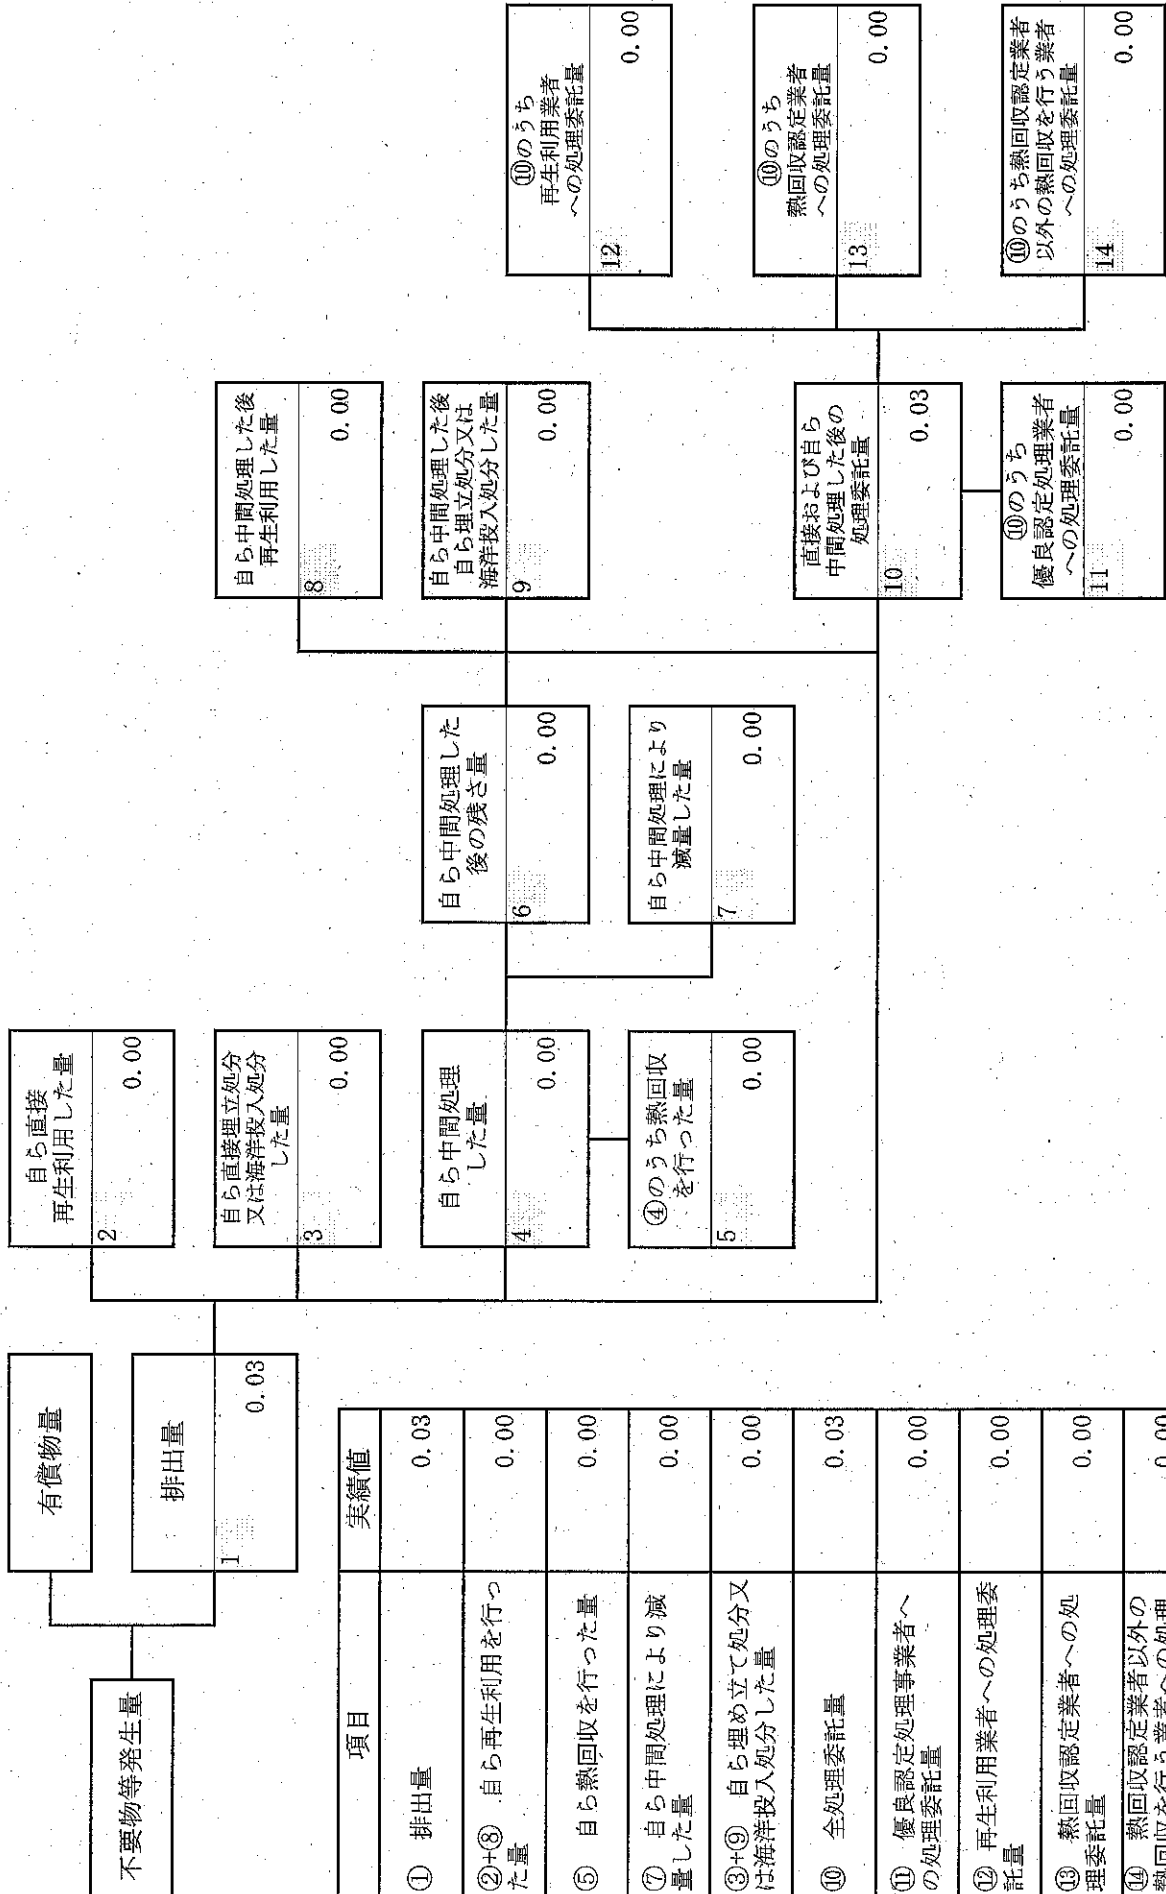 不要物等発生量
有償物量
排出量
1
0.03
自ら直接
再生利用した量
2
0.00
自ら直接埋立処分
又は海洋投入処分
した量
3
0.00
自ら中間処理
した量
4
0.00
④のうち熱回収
を行った量
5
0.00
自ら中間処理した
後の残さ量
6
0.00
自ら中間処理により
減量した量
7
0.00
自ら中間処理した後
再生利用した量
8
0.00
自ら中間処理した後
自ら埋立処分又は
海洋投入処分した量
9
0.00
直接および自ら
中間処理した後の
処理委託量
10
0.03
⑩のうち
優良認定処理業者
への処理委託量
11
0.00
⑩のうち
再生利用業者
への処理委託量
12
0.00
⑩のうち
熱回収認定業者
への処理委託量
13
0.00
⑩のうち熱回収認定業者
以外の熱回収を行う業者
への処理委託量
14
0.00
項目 実績値
① 排出量 0.03
②+⑧ 自ら再生利用を行っ
た量 0.00
⑤ 自ら熱回収を行った量 0.00
⑦ 自ら中間処理により減
量した量 0.00
③+⑨ 自ら埋め立て処分又
は海洋投入処分した量 0.00
⑩ 全処理委託量 0.03
⑪ 優良認定処理事業者へ
の処理委託量 0.00
⑫ 再生利用業者への処理委
託量 0.00
⑬ 熱回収認定業者への処
理委託量 0.00
⑭ 熱回収認定業者以外の
熱回収を行う業者への処理 0.00